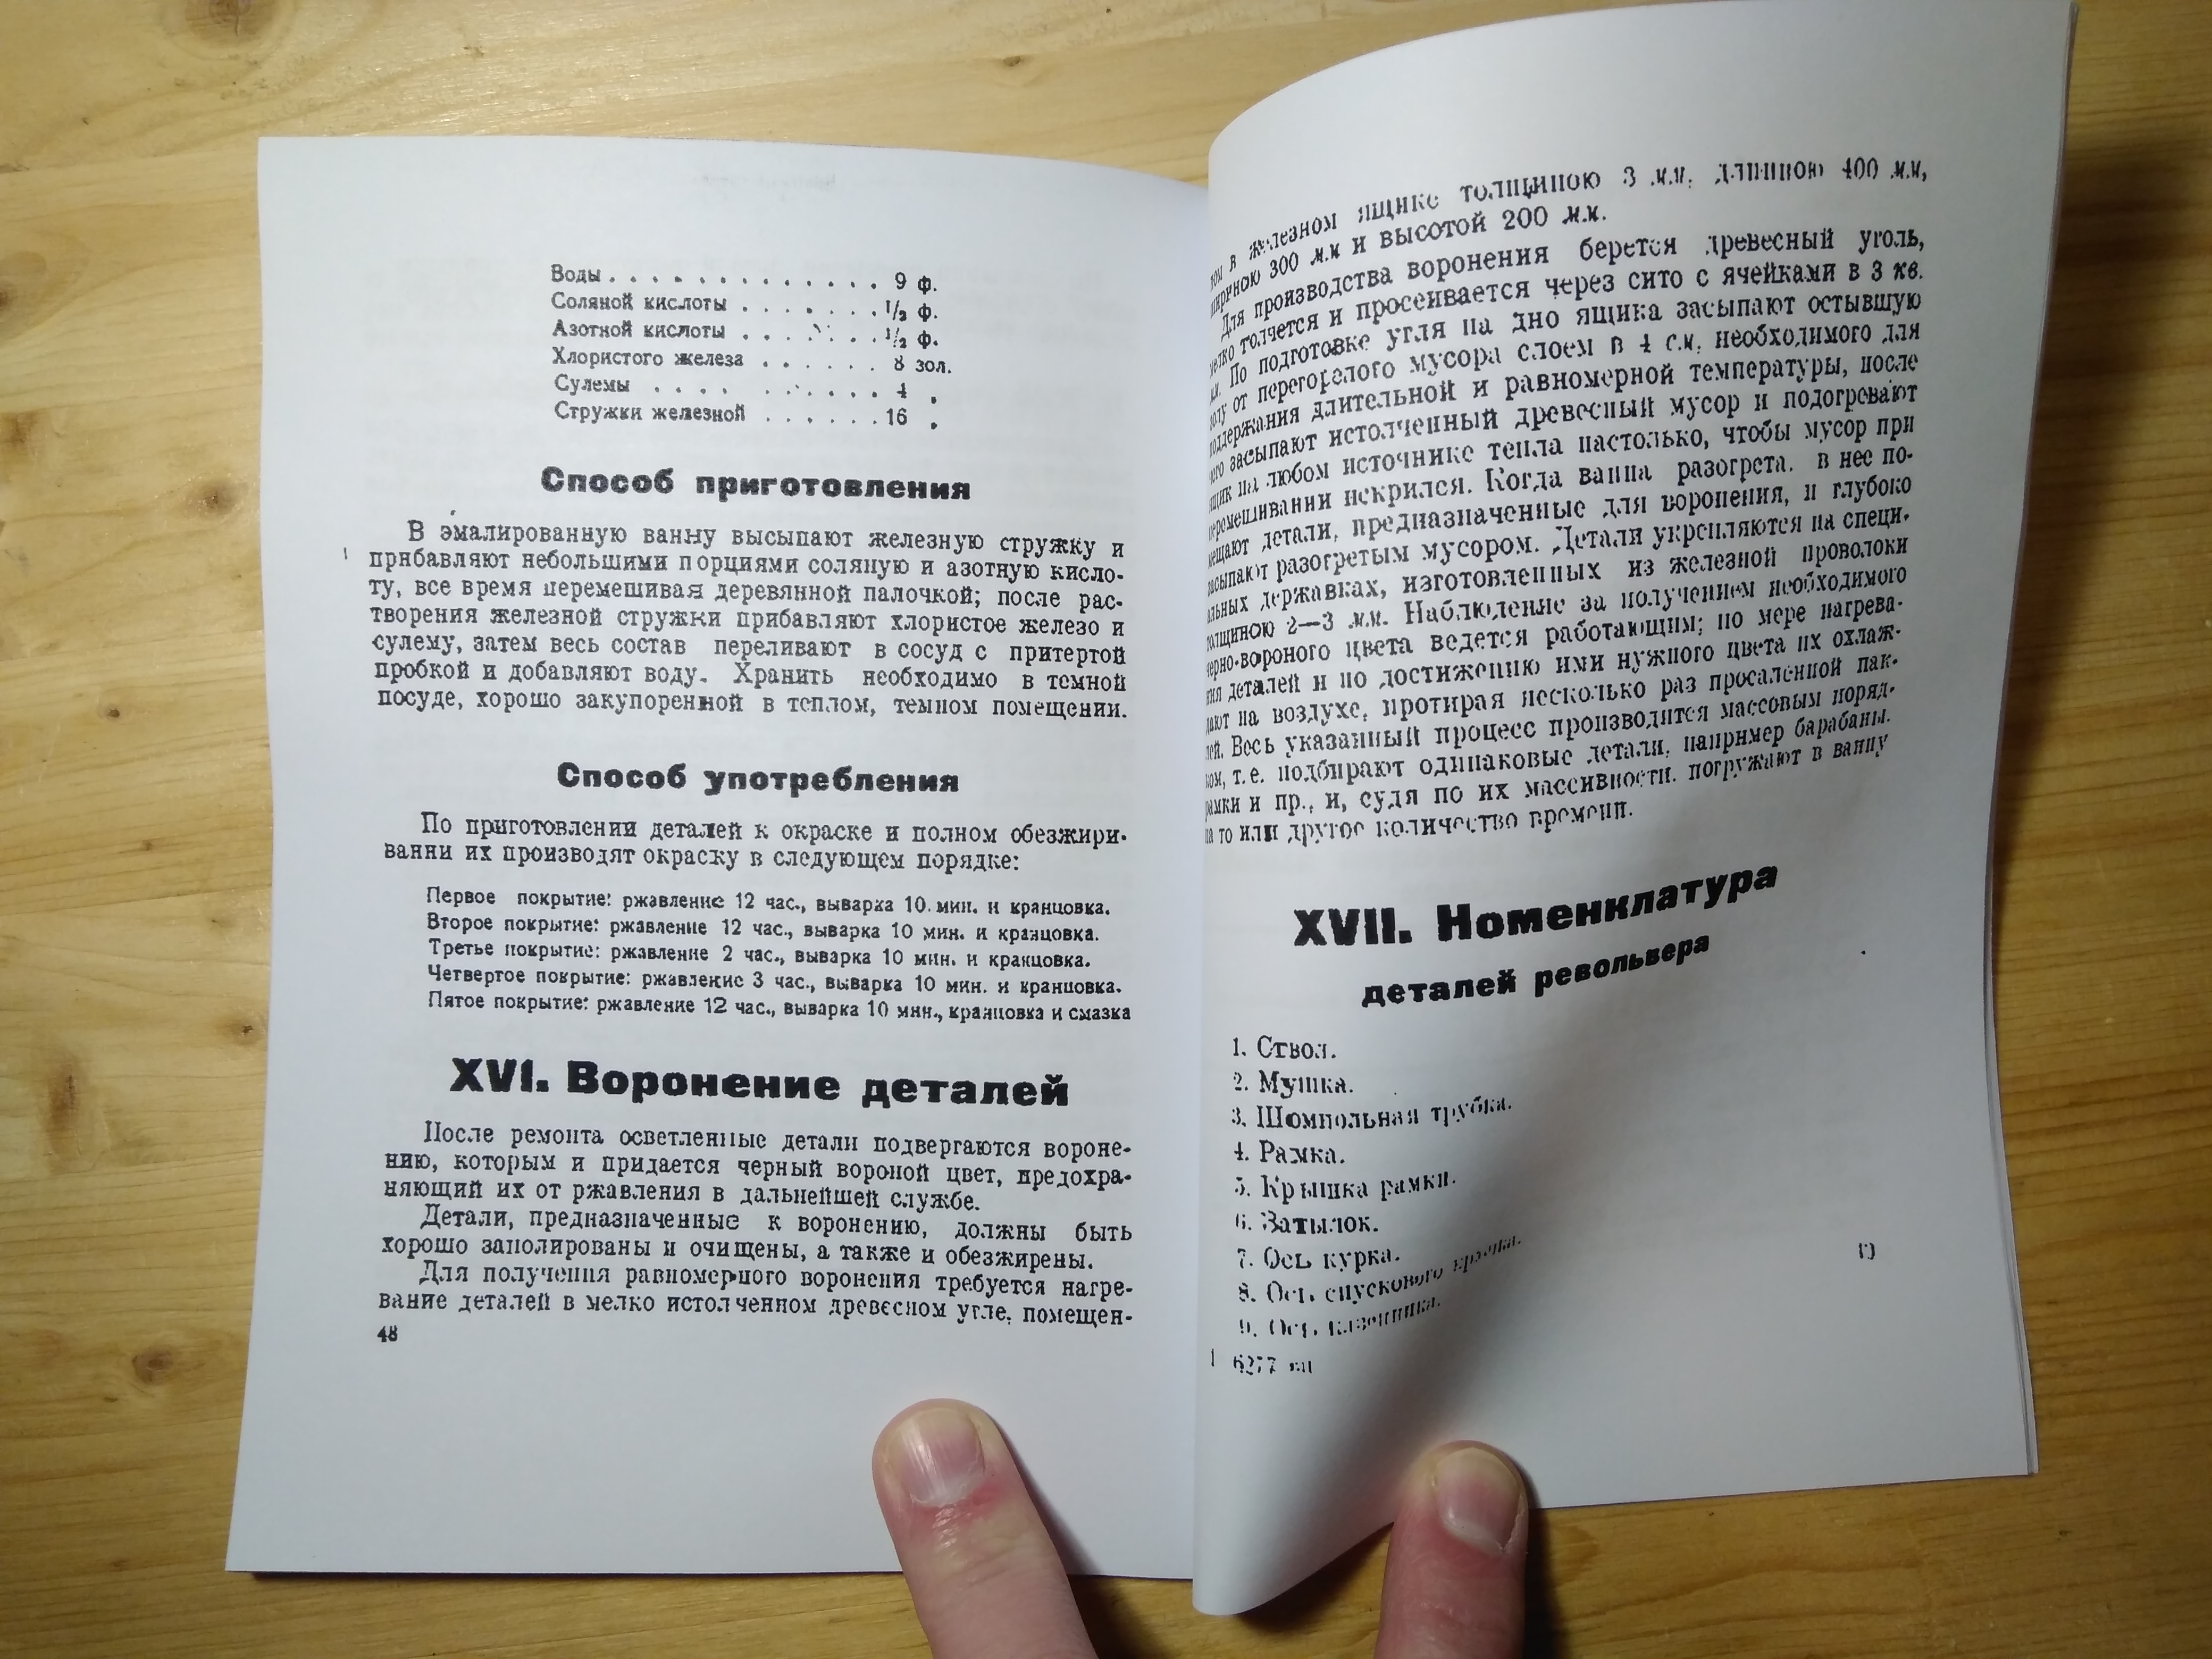 Воды . . . . . . . . . . . . . 9 ф.
Соляной кислоты . . . . . . . 1/2 ф.
Азотной кислоты . . . . . . . 1/2 ф.
Хлористого железа . . . . . . 8 зол.
Сулемы . . . . . . . . . . 4 „
Стружки железной . . . . . . 16 „
Способ приготовления
В эмалированную ванну высыпают железную стружку и
прибавляют небольшими порциями соляную и азотную кисло-
ту, все время перемешивая деревянной палочкой; после рас-
творения железной стружки прибавляют хлористое железо и
сулему, затем весь состав переливают в сосуд с притертой
пробкой и добавляют воду. Хранить необходимо в темной
посуде, хорошо закупоренной в теплом, темном помещении.
Способ употребления
По приготовлении деталей к окраске и полном обезжири-
вании их производят окраску в следующем порядке:
Первое покрытие: ржавление 12 час., выварка 10 мин. и кранцовка.
Второе покрытие: ржавление 12 час., выварка 10 мин. и кранцовка.
Третье покрытие: ржавление 2 час., выварка 10 мин. и кранцовка.
Четвертое покрытие: ржавление 3 час., выварка 10 мин. и кранцовка.
Пятое покрытие: ржавление 12 час., выварка 10 мин., кранцовка и смазка
XVI. Воронение деталей
После ремонта осветленные детали подвергаются вороне-
нию, которым и придается черный вороной цвет, предохра-
няющий их от ржавления в дальнейшей службе.
Детали, предназначенные к воронению, должны быть
хорошо заполированы и очищены, а также и обезжирены.
Для получения равномерного воронения требуется нагре-
вание деталей в мелко истолченном древесном угле, помещен-
48
ном в железном ящике толщиною 3 мм, длиною 400 мм,
шириною 300 мм и высотой 200 мм.
Для производства воронения берется древесный уголь,
мелко толчется и просеивается через сито с ячейками в 3 кв.
мм. По подготовке угля на дно ящика засыпают остывшую
золу от перегорелого мусора слоем в 4 см, необходимого для
поддержания длительной и равномерной температуры, после
чего засыпают истолченный древесный мусор и подогревают
ящик на любом источнике тепла настолько, чтобы мусор при
перемешивании искрился. Когда ванна разогрета, в нее по-
мещают детали, предназначенные для воронения, и глубоко
засыпают разогретым мусором. Детали укрепляются на специ-
альных державках, изготовленных из железной проволоки
толщиною 2—3 мм. Наблюдение за получением необходимого
черно-вороного цвета ведется работающим; по мере нагрева-
ния деталей и по достижению ими нужного цвета их охлаж-
дают на воздухе, протирая несколько раз просаленной пак-
лей. Весь указанный процесс производится массовым поряд-
ком, т. е. подбирают одинаковые детали, например барабаны,
рамки и пр., и, судя по их массивности, погружают в ванну
на то или другое количество времени.
XVII. Номенклатура
деталей револьвера
1. Ствол.
2. Мушка.
3. Шомпольная трубка.
4. Рамка.
5. Крышка рамки.
6. Затылок.
7. Ось курка.
8. Ось спускового крючка.
9. Ось казенника.
6277